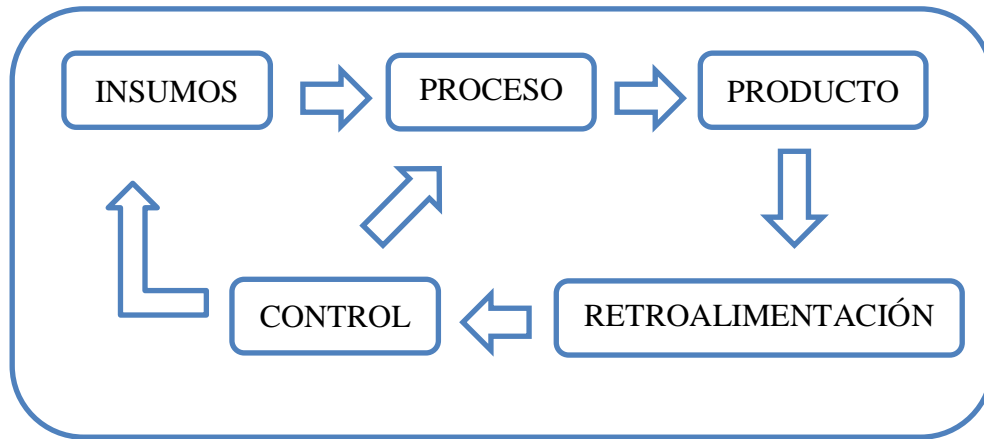 INSUMOS
PROCESO
PRODUCTO
CONTROL
RETROALIMENTACIÓN